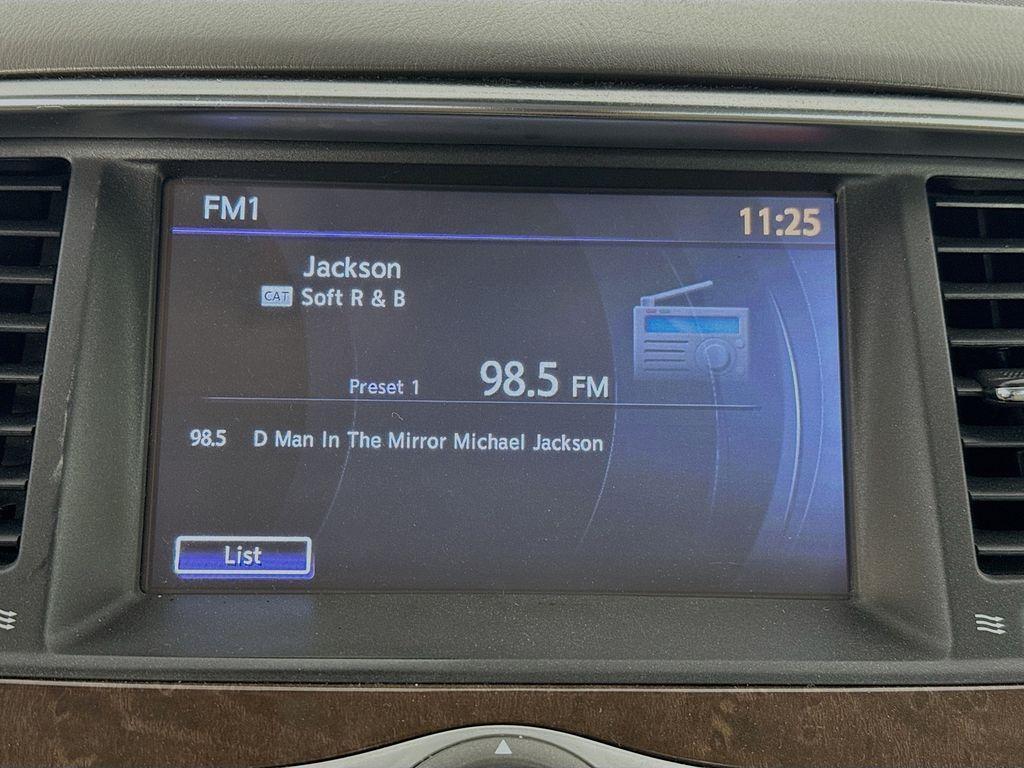 FM1 11:25
Jackson
CAT Soft R & B
Preset 1 98.5 FM
98.5 D Man In The Mirror Michael Jackson
List